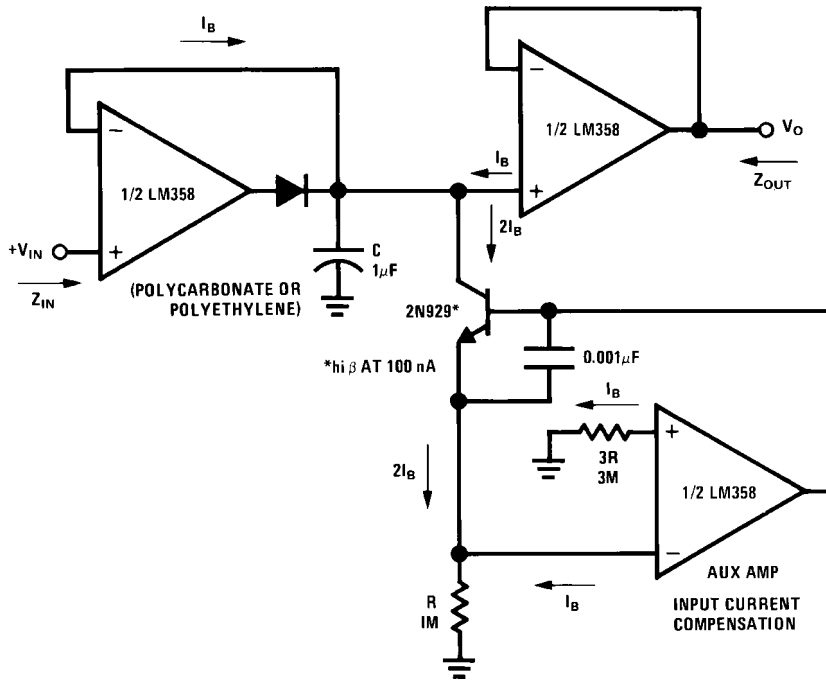 I_B
−
1/2 LM358
+
+V_IN
Z_IN
C
1μF
(POLYCARBONATE OR
POLYETHYLENE)
−
1/2 LM358
+
V_O
Z_OUT
I_B
2I_B
2N929*
*hi β AT 100 nA
0.001μF
I_B
3R
3M
+
1/2 LM358
−
2I_B
AUX AMP
INPUT CURRENT
COMPENSATION
I_B
R
1M